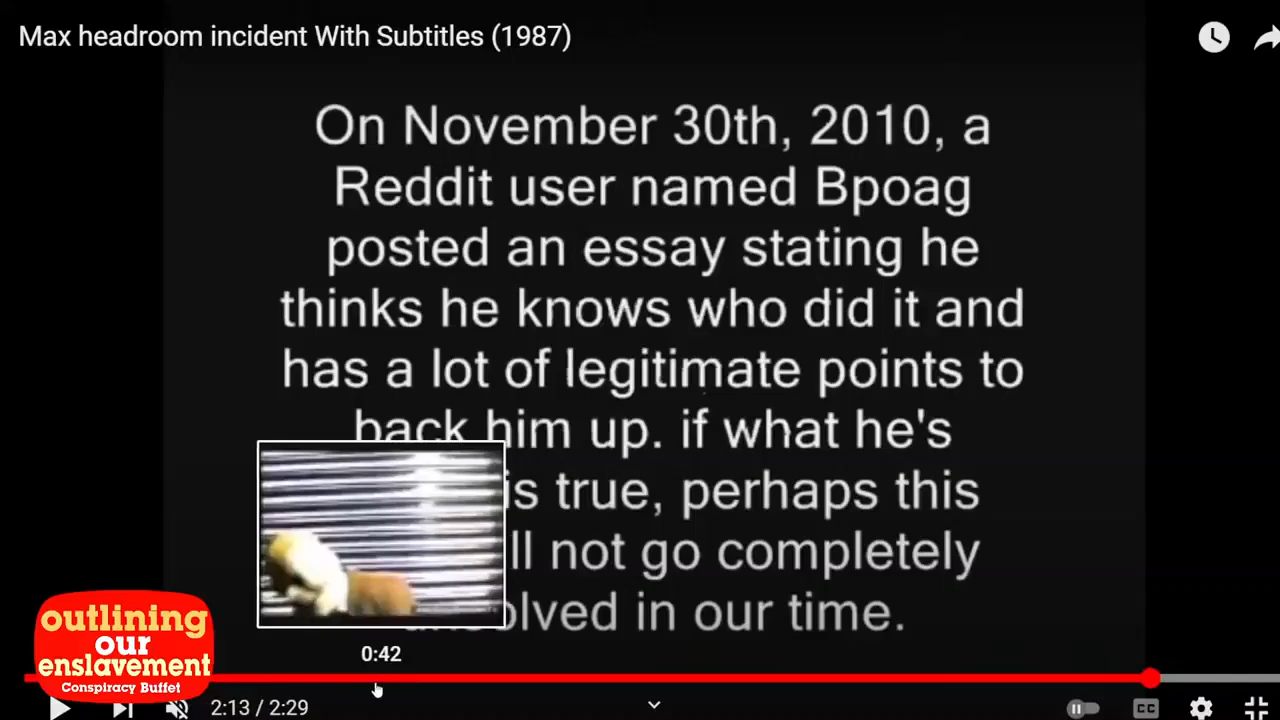 Max headroom incident With Subtitles (1987)
On November 30th, 2010, a
Reddit user named Bpoag
posted an essay stating he
thinks he knows who did it and
has a lot of legitimate points to
back him up. if what he's
is true, perhaps this
not go completely
in our time.
0:42
outlining
our
enslavement
Conspiracy Buffet
2:13 / 2:29
CC